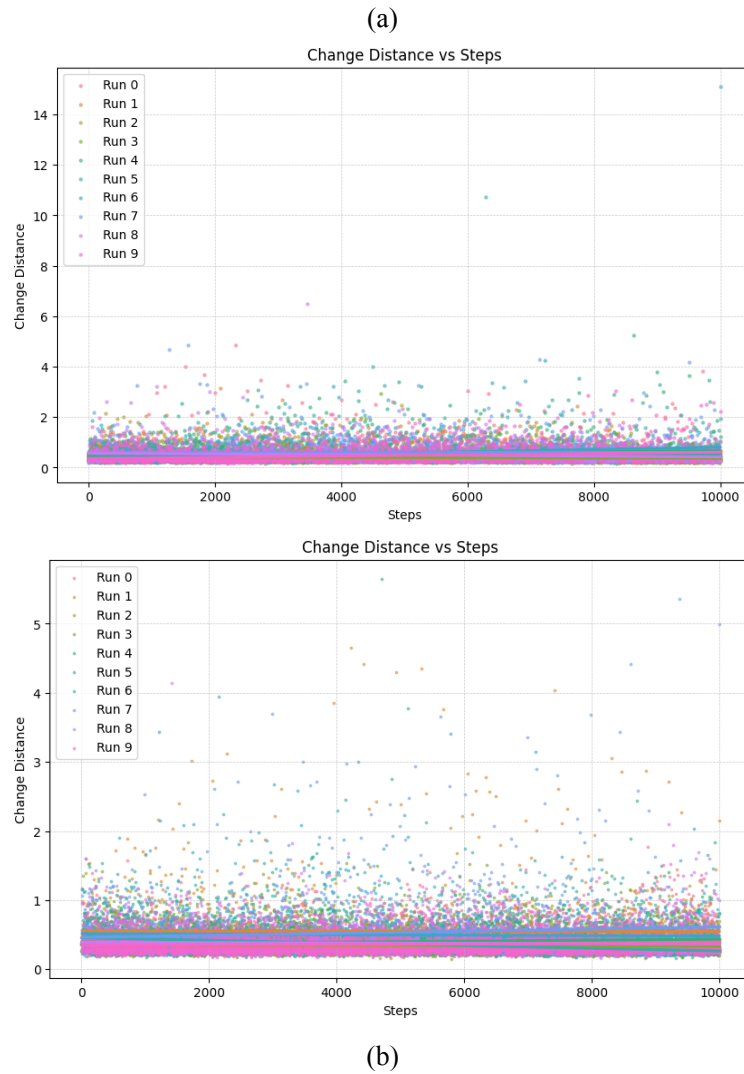 (a)
Change Distance vs Steps
Run 0
Run 1
Run 2
Run 3
Run 4
Run 5
Run 6
Run 7
Run 8
Run 9
14
12
10
8
6
4
2
0
Change Distance
0 2000 4000 6000 8000 10000
Steps
Change Distance vs Steps
Run 0
Run 1
Run 2
Run 3
Run 4
Run 5
Run 6
Run 7
Run 8
Run 9
5
4
3
2
1
0
Change Distance
0 2000 4000 6000 8000 10000
Steps
(b)